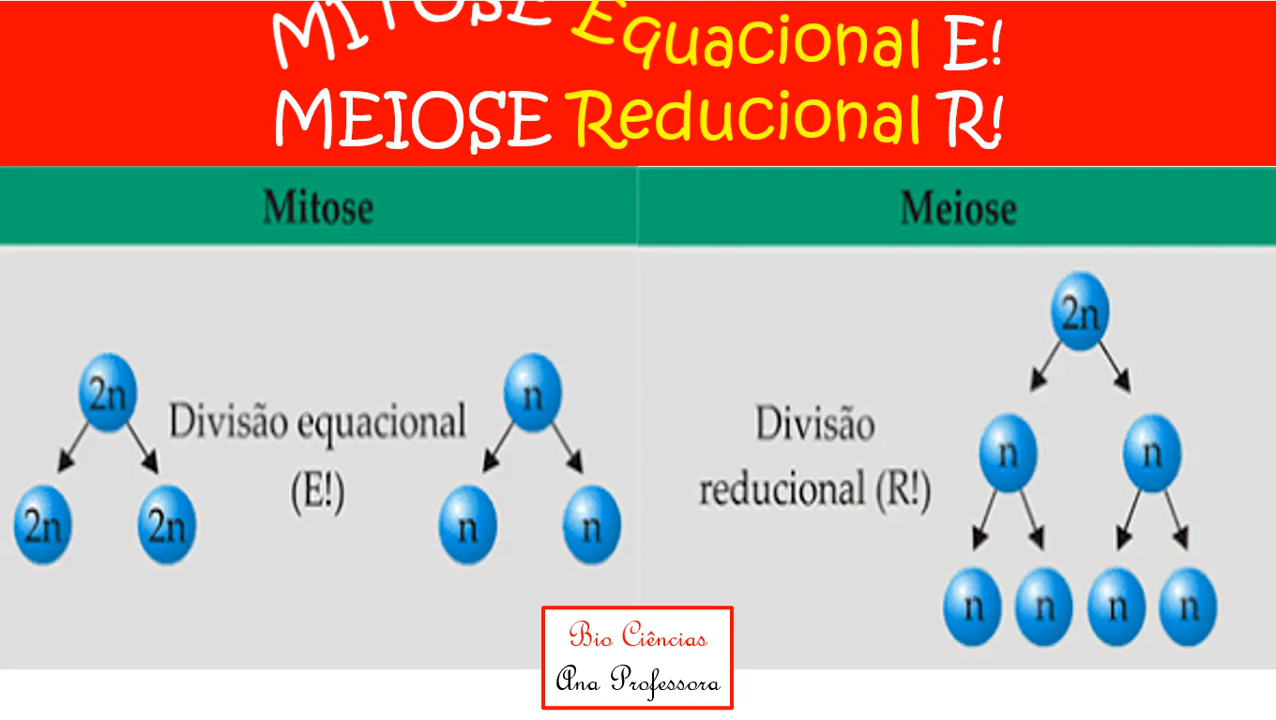 MITOSE Equacional E!
MEIOSE Reducional R!
Mitose
Meiose
2n
Divisão equacional
(E!)
2n
2n
n
n
n
Divisão
reducional (R!)
2n
n
n
n
n
n
n
Bio Ciências
Ana Professora